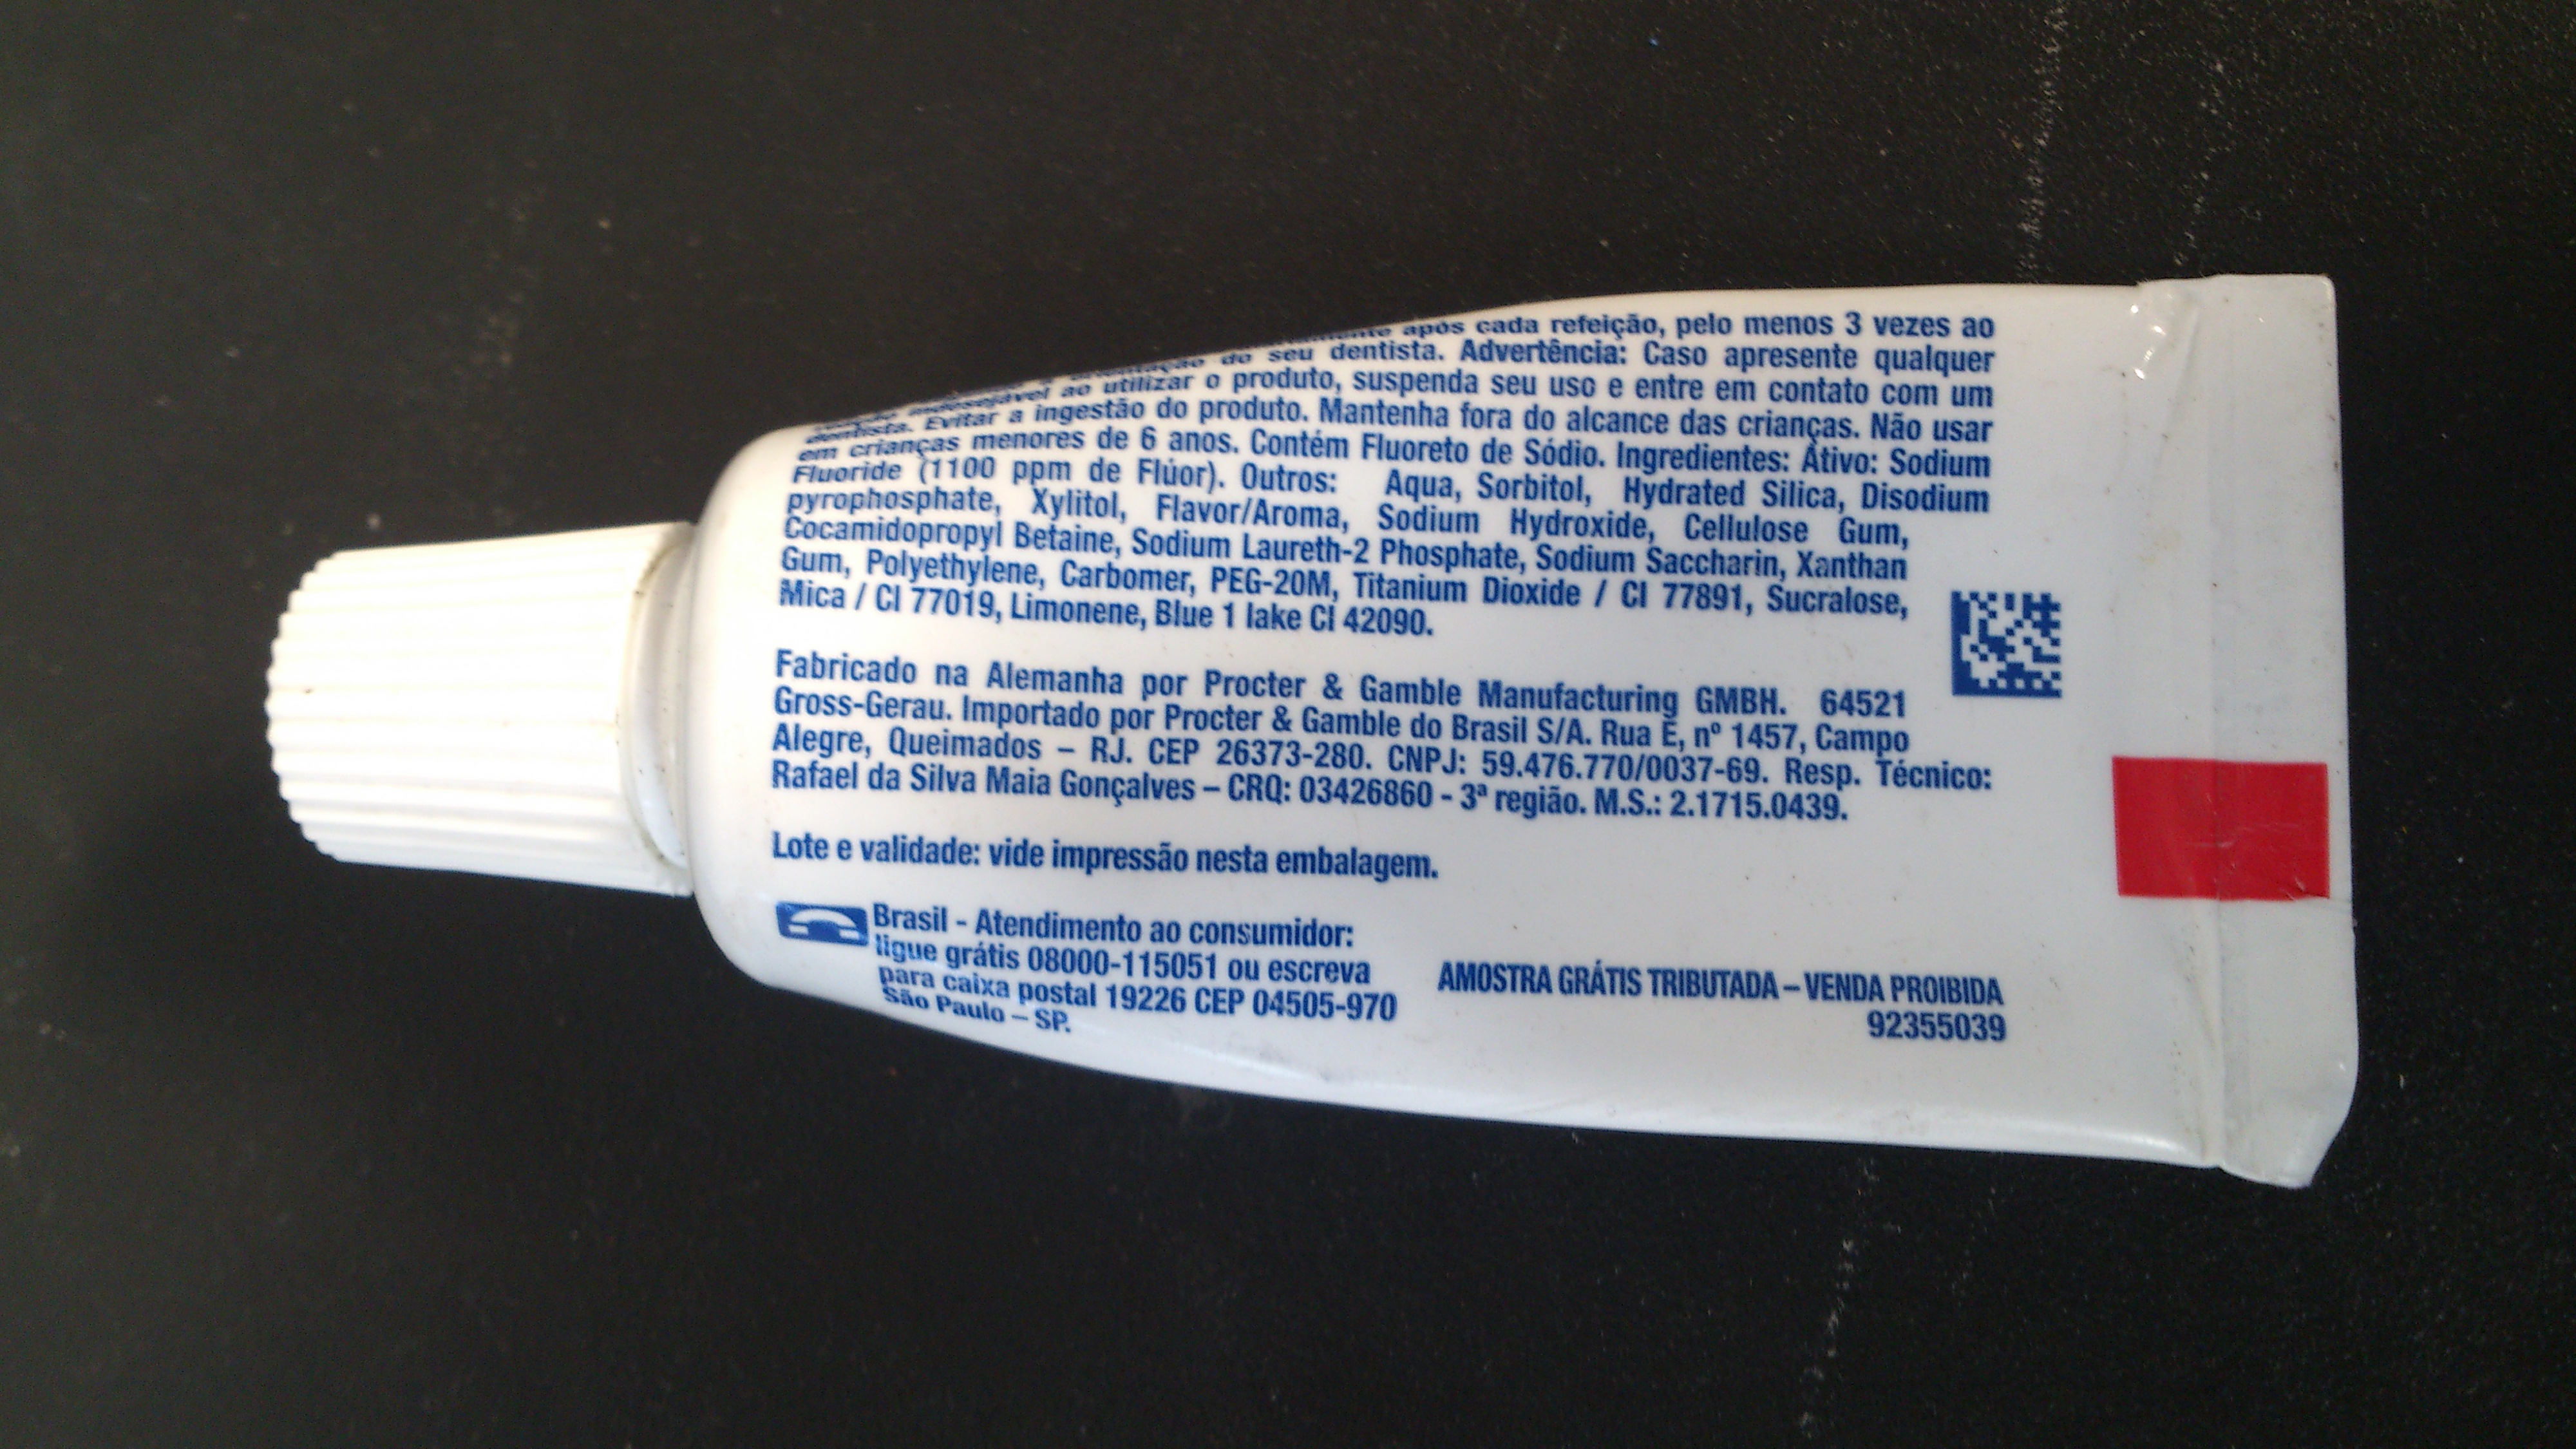 após cada refeição, pelo menos 3 vezes ao
do seu dentista. Advertência: Caso apresente qualquer
indesejável ao utilizar o produto, suspenda seu uso e entre em contato com um
dentista. Evitar a ingestão do produto. Mantenha fora do alcance das crianças. Não usar
em crianças menores de 6 anos. Contém Fluoreto de Sódio. Ingredientes: Ativo: Sodium
Fluoride (1100 ppm de Flúor). Outros: Aqua, Sorbitol, Hydrated Silica, Disodium
pyrophosphate, Xylitol, Flavor/Aroma, Sodium Hydroxide, Cellulose Gum,
Cocamidopropyl Betaine, Sodium Laureth-2 Phosphate, Sodium Saccharin, Xanthan
Gum, Polyethylene, Carbomer, PEG-20M, Titanium Dioxide / CI 77891, Sucralose,
Mica / CI 77019, Limonene, Blue 1 lake CI 42090.
Fabricado na Alemanha por Procter & Gamble Manufacturing GMBH. 64521
Gross-Gerau. Importado por Procter & Gamble do Brasil S/A. Rua E, nº 1457, Campo
Alegre, Queimados – RJ. CEP 26373-280. CNPJ: 59.476.770/0037-69. Resp. Técnico:
Rafael da Silva Maia Gonçalves – CRQ: 03426860 - 3ª região. M.S.: 2.1715.0439.
Lote e validade: vide impressão nesta embalagem.
Brasil - Atendimento ao consumidor:
ligue grátis 08000-115051 ou escreva
para caixa postal 19226 CEP 04505-970
São Paulo – SP.
AMOSTRA GRÁTIS TRIBUTADA – VENDA PROIBIDA
92355039